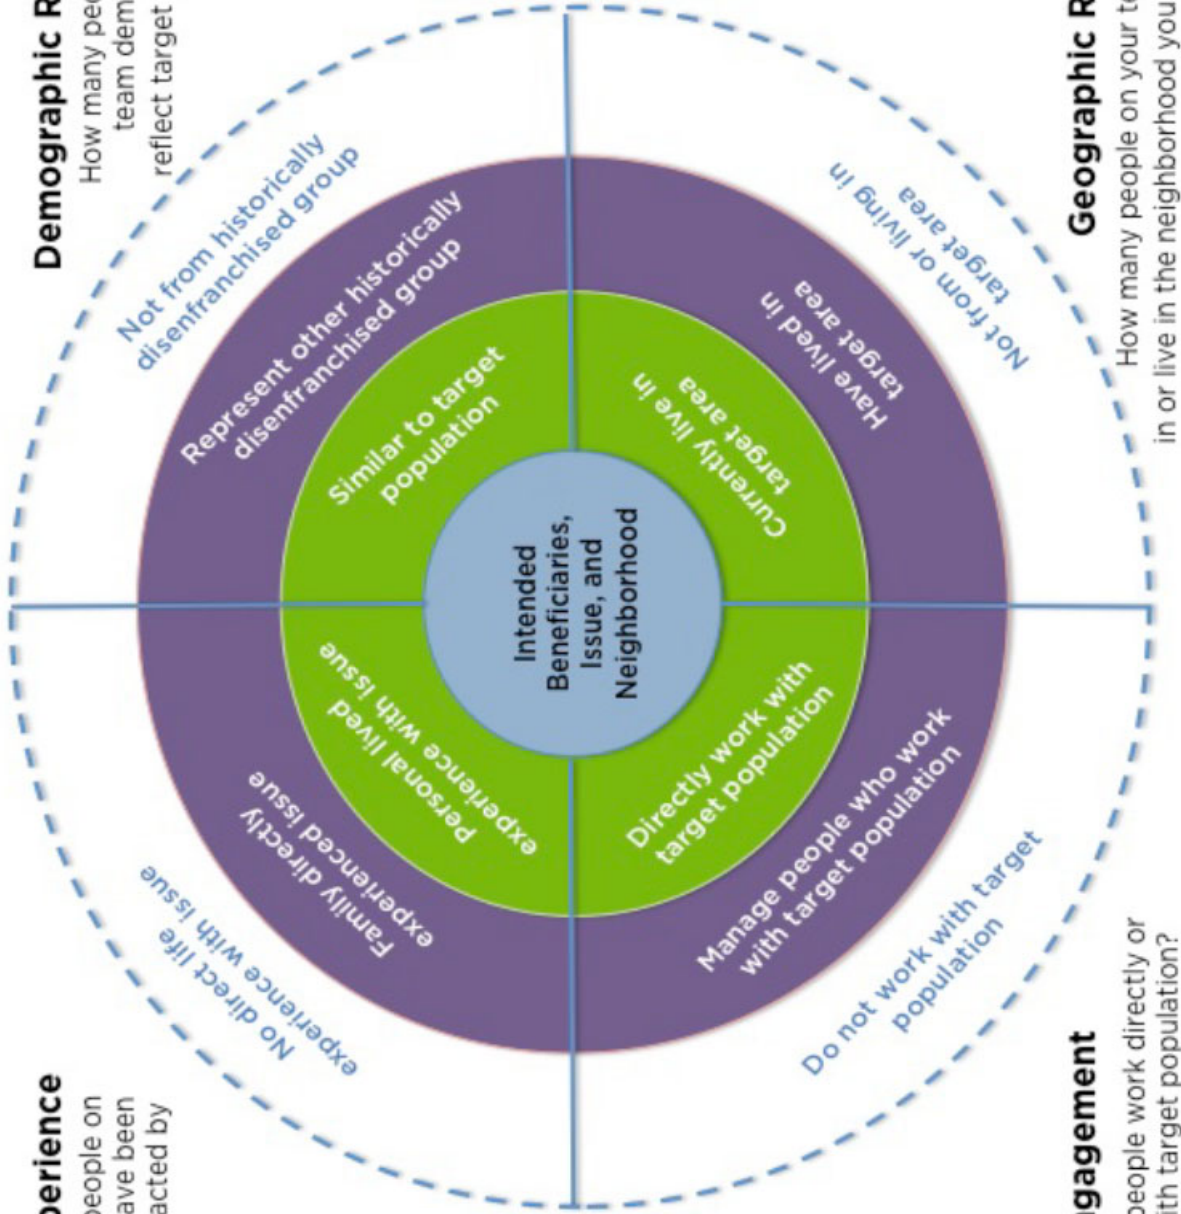 perience
people on
ave been
acted by
Demographic R
How many peo
team dem
reflect target
No direct life
experience with issue
Family directly
experienced issue
Personal lived
experience with issue
Not from historically
disenfranchised group
Represent other historically
disenfranchised group
Similar to target
population
Intended
Beneficiaries,
Issue, and
Neighborhood
Directly work with
target population
Manage people who work
with target population
Do not work with target
population
Currently live in
target area
Have lived in
target area
Not from or living in
target area
ngagement
people work directly or
ith target population?
Geographic R
How many people on your te
in or live in the neighborhood you